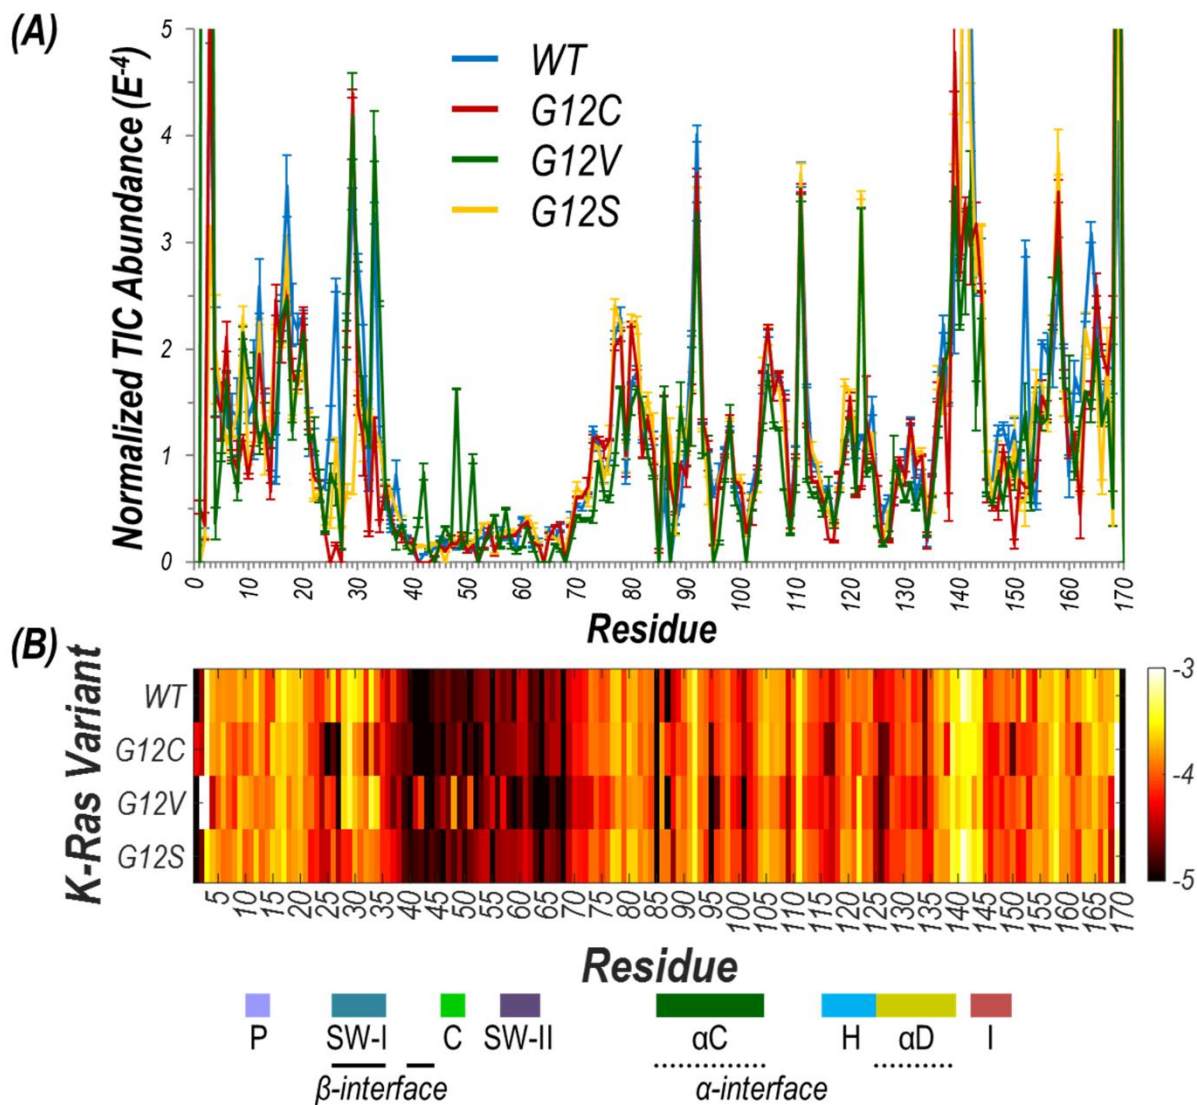 (A)
Normalized TIC Abundance (E⁻⁴)
5
4
3
2
1
0
WT
G12C
G12V
G12S
0 10 20 30 40 50 60 70 80 90 100 110 120 130 140 150 160 170
Residue
(B)
K-Ras Variant
WT
G12C
G12V
G12S
-3
-4
-5
5 10 15 20 25 30 35 40 45 50 55 60 65 70 75 80 85 90 95 100 105 110 115 120 125 130 135 140 145 150 155 160 165 170
Residue
P SW-I C SW-II αC H αD I
β-interface α-interface